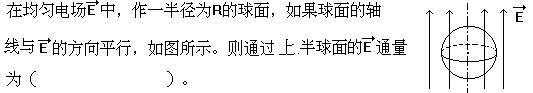 在均匀电场E⃗中，作一半径为R的球面，如果球面的轴
线与E⃗的方向平行，如图所示。则通过 上半球面的E⃗通量
为（ ）。
E⃗